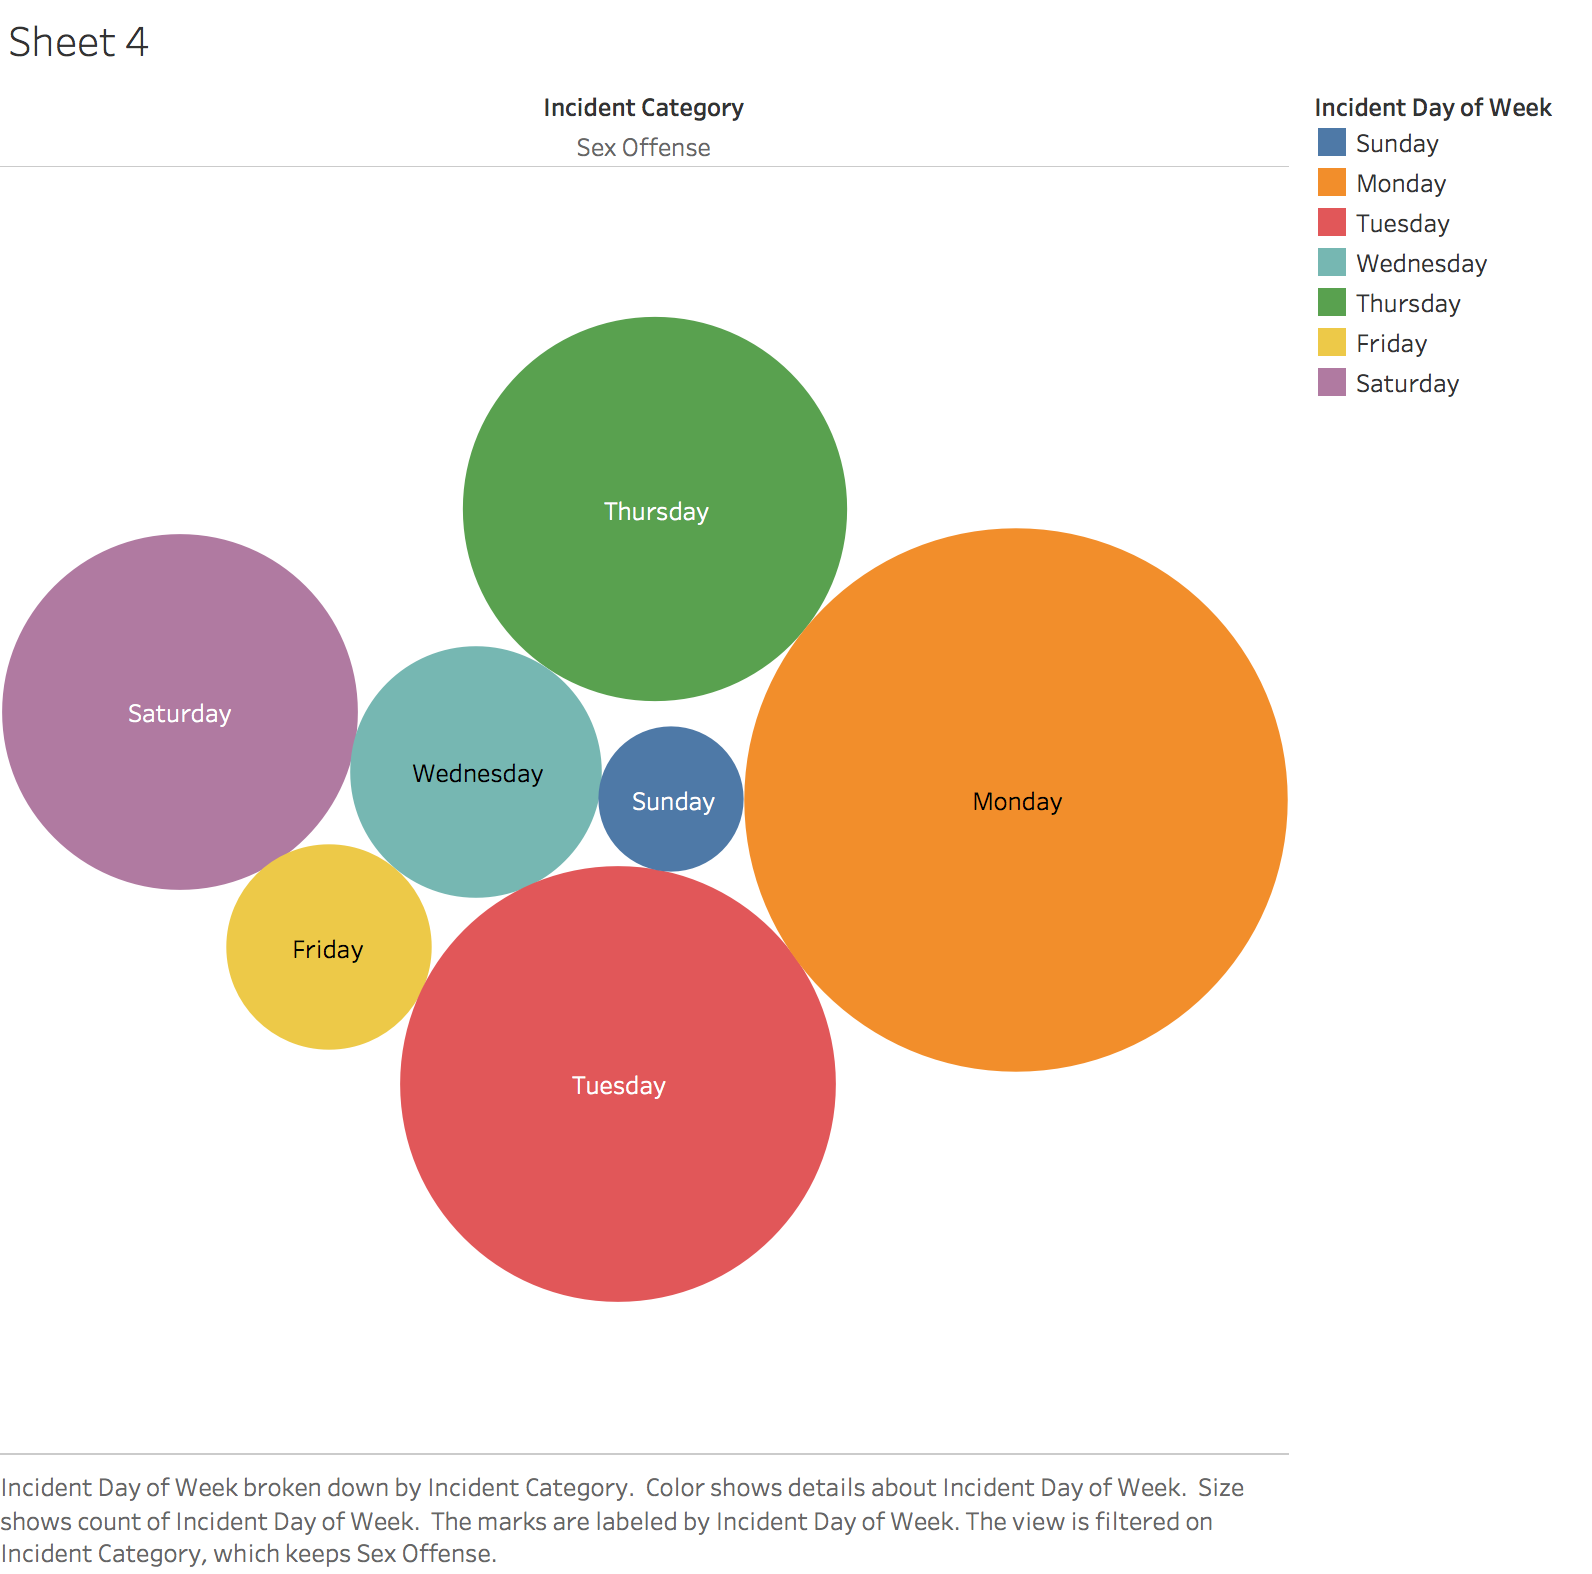 Sheet 4
Incident Category
Sex Offense
Incident Day of Week
Sunday
Monday
Tuesday
Wednesday
Thursday
Friday
Saturday
Thursday
Saturday
Wednesday
Sunday
Monday
Friday
Tuesday
Incident Day of Week broken down by Incident Category.  Color shows details about Incident Day of Week.  Size
shows count of Incident Day of Week.  The marks are labeled by Incident Day of Week. The view is filtered on
Incident Category, which keeps Sex Offense.